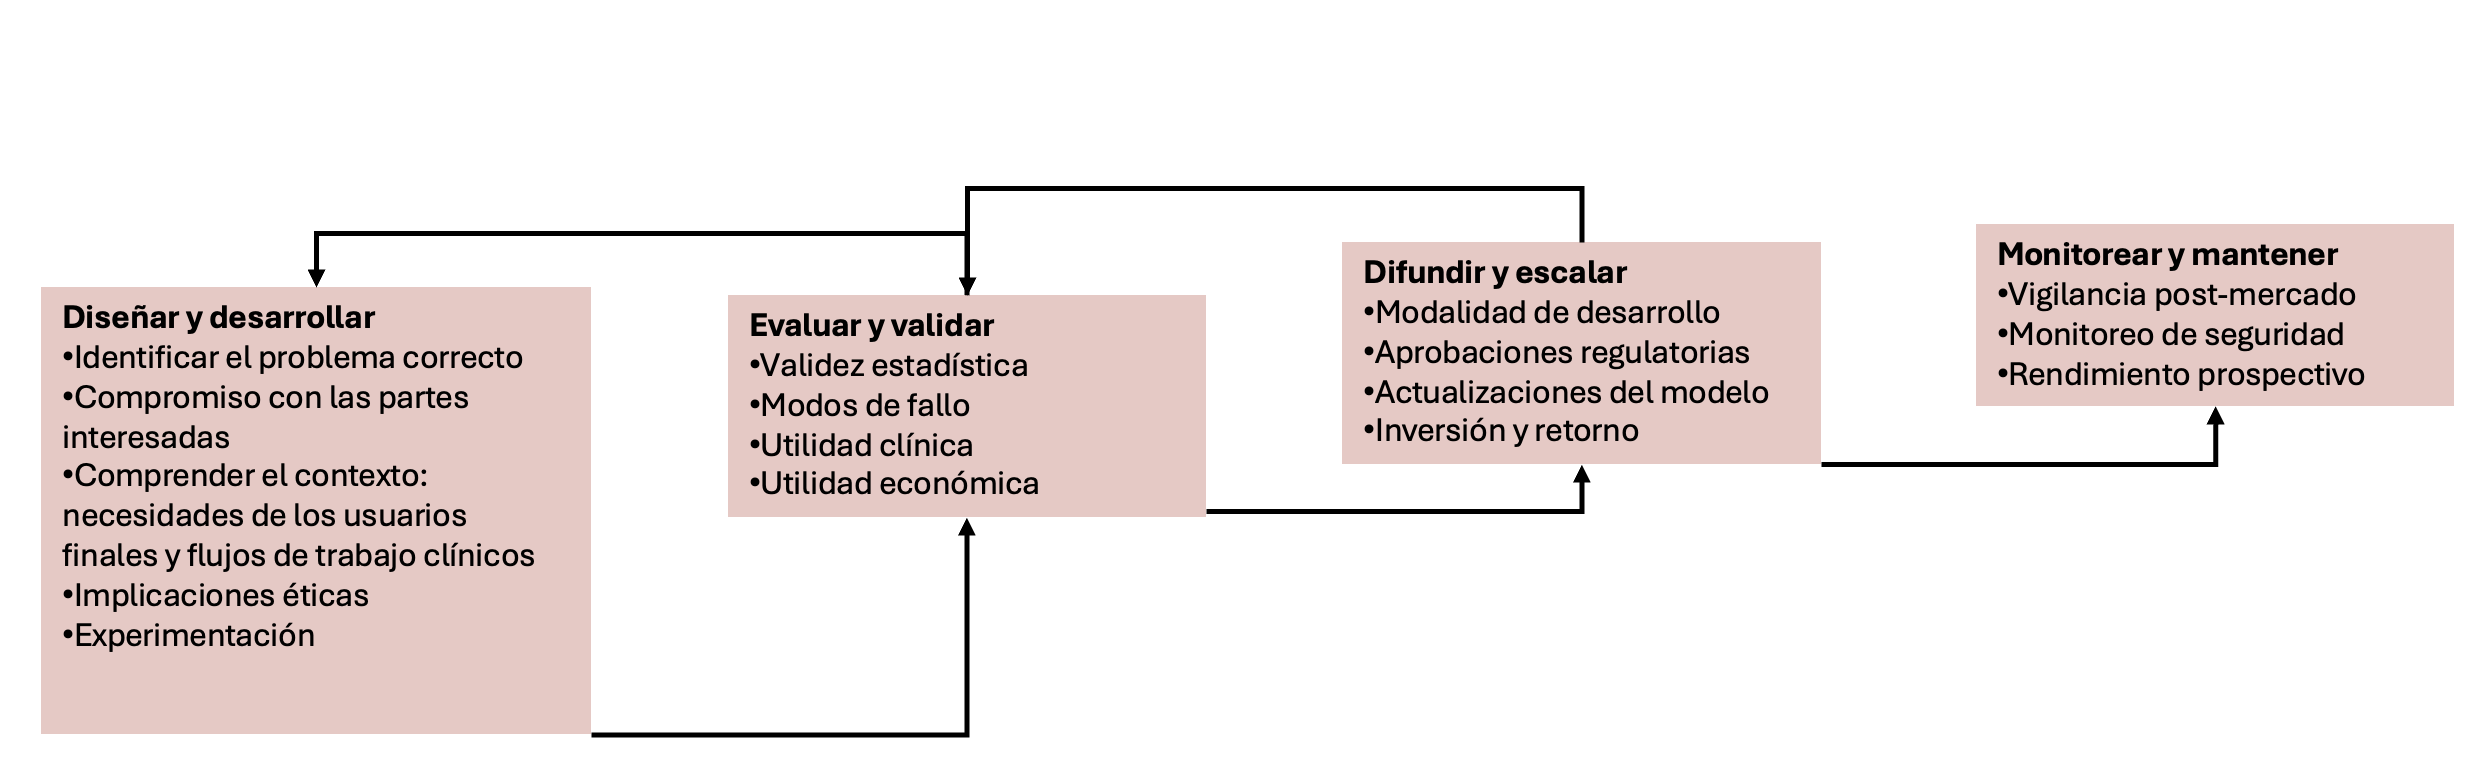 Diseñar y desarrollar
•Identificar el problema correcto
•Compromiso con las partes
interesadas
•Comprender el contexto:
necesidades de los usuarios
finales y flujos de trabajo clínicos
•Implicaciones éticas
•Experimentación
Evaluar y validar
•Validez estadística
•Modos de fallo
•Utilidad clínica
•Utilidad económica
Difundir y escalar
•Modalidad de desarrollo
•Aprobaciones regulatorias
•Actualizaciones del modelo
•Inversión y retorno
Monitorear y mantener
•Vigilancia post-mercado
•Monitoreo de seguridad
•Rendimiento prospectivo